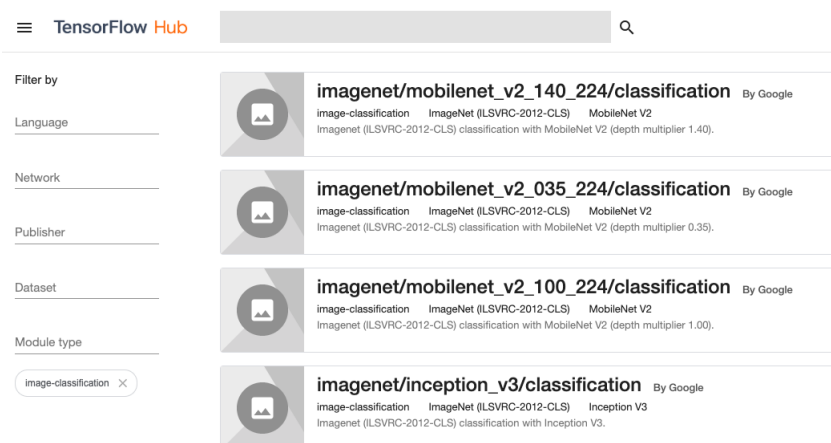 TensorFlow Hub
Filter by
Language
Network
Publisher
Dataset
Module type
image-classification
imagenet/mobilenet_v2_140_224/classification By Google
image-classification ImageNet (ILSVRC-2012-CLS) MobileNet V2
Imagenet (ILSVRC-2012-CLS) classification with MobileNet V2 (depth multiplier 1.40).
imagenet/mobilenet_v2_035_224/classification By Google
image-classification ImageNet (ILSVRC-2012-CLS) MobileNet V2
Imagenet (ILSVRC-2012-CLS) classification with MobileNet V2 (depth multiplier 0.35).
imagenet/mobilenet_v2_100_224/classification By Google
image-classification ImageNet (ILSVRC-2012-CLS) MobileNet V2
Imagenet (ILSVRC-2012-CLS) classification with MobileNet V2 (depth multiplier 1.00).
imagenet/inception_v3/classification By Google
image-classification ImageNet (ILSVRC-2012-CLS) Inception V3
Imagenet (ILSVRC-2012-CLS) classification with Inception V3.